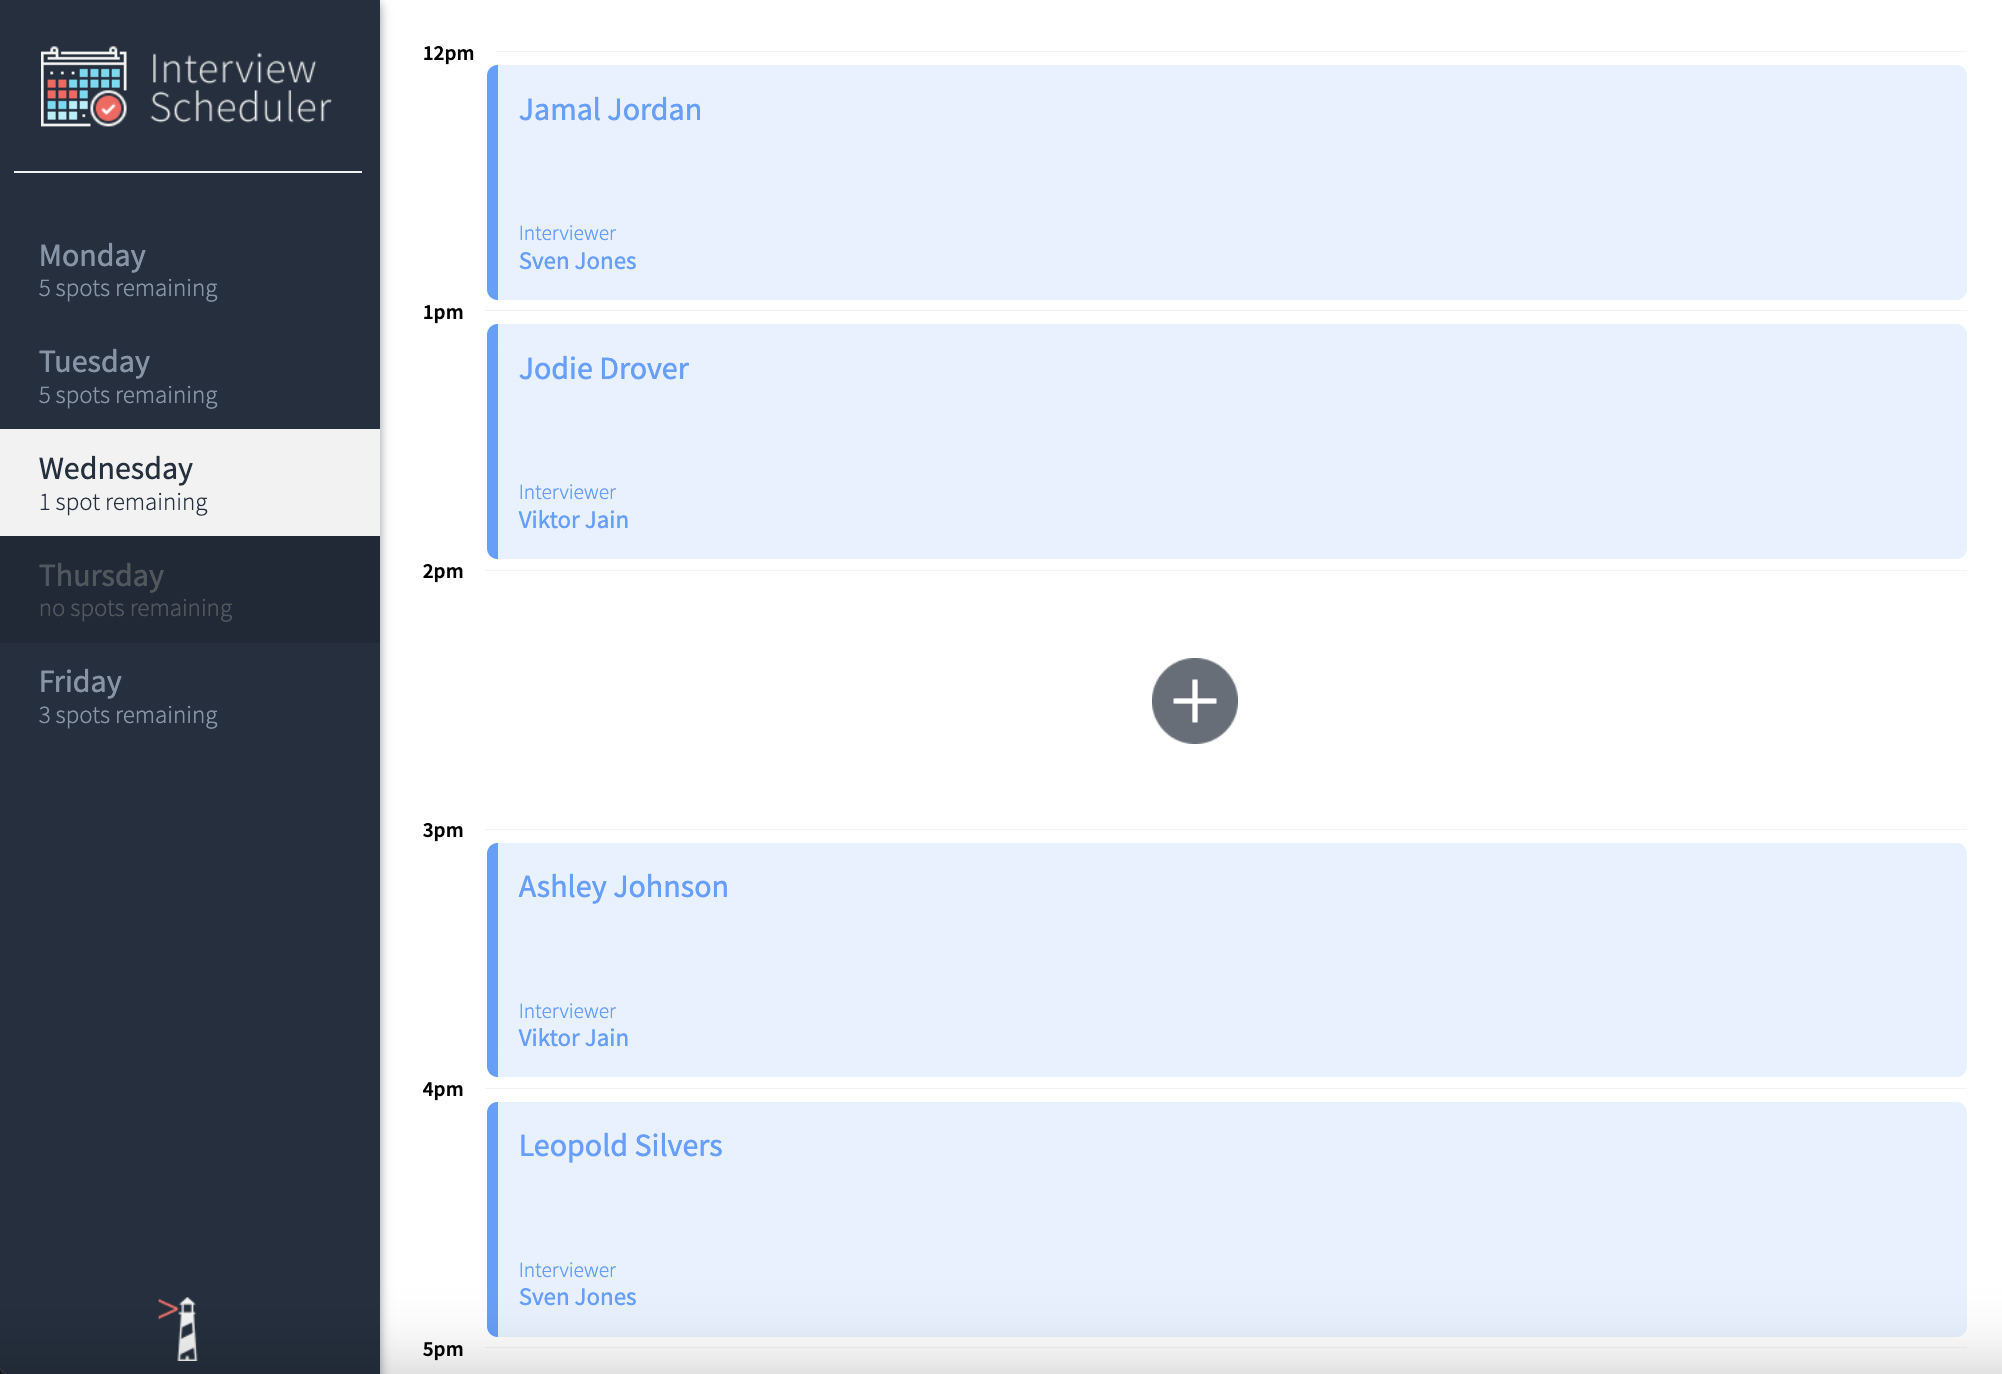 Interview
Scheduler
Monday
5 spots remaining
Tuesday
5 spots remaining
Wednesday
1 spot remaining
Thursday
no spots remaining
Friday
3 spots remaining
12pm
Jamal Jordan
Interviewer
Sven Jones
1pm
Jodie Drover
Interviewer
Viktor Jain
2pm
3pm
Ashley Johnson
Interviewer
Viktor Jain
4pm
Leopold Silvers
Interviewer
Sven Jones
5pm